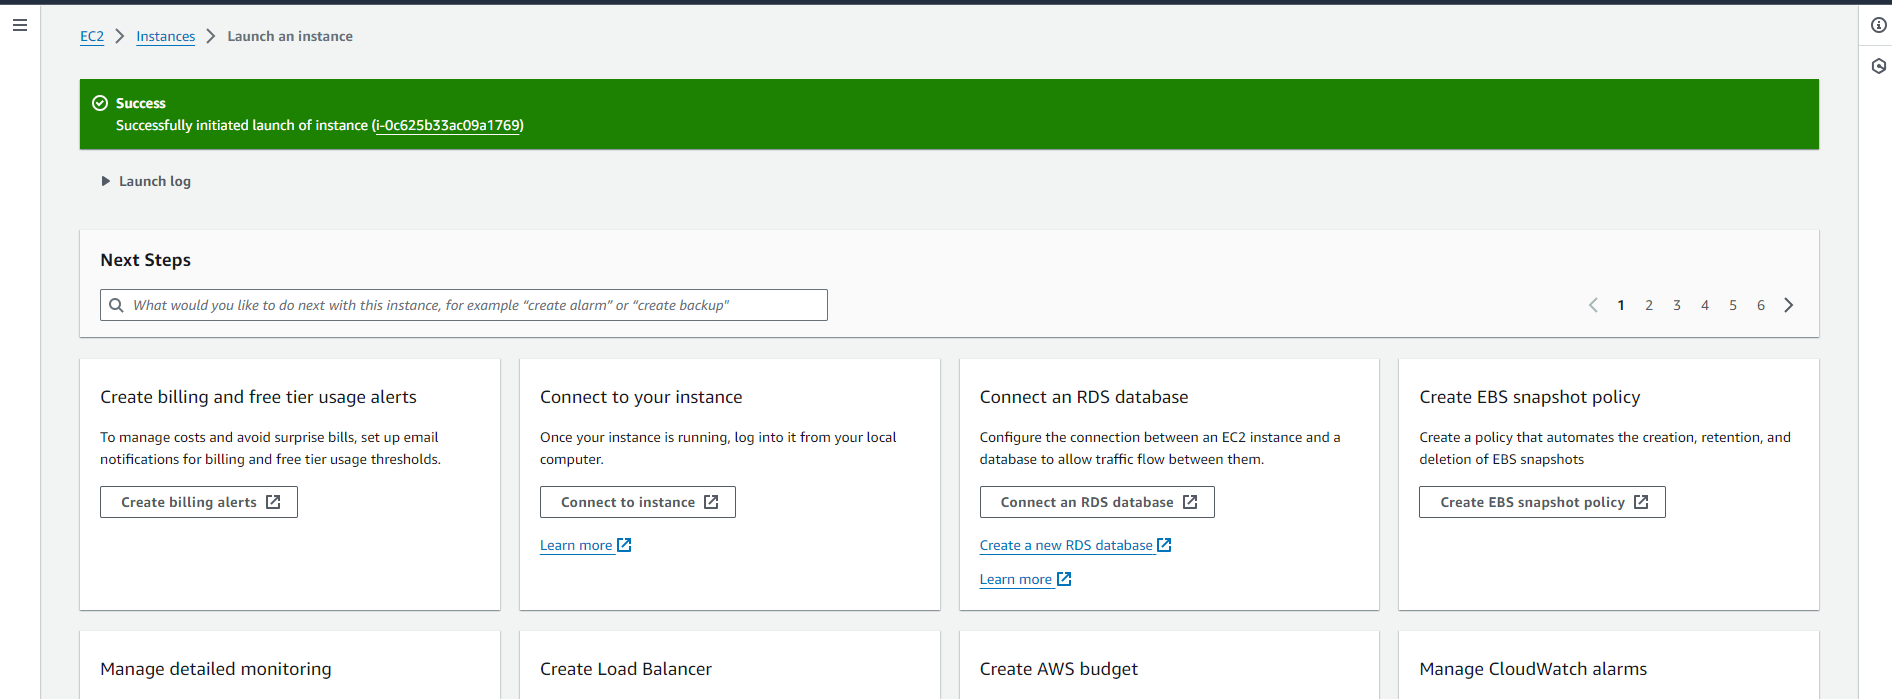 EC2 Instances Launch an instance
Success
Successfully initiated launch of instance (i-0c625b33ac09a1769)
Launch log
Next Steps
What would you like to do next with this instance, for example “create alarm” or “create backup"
1 2 3 4 5 6
Create billing and free tier usage alerts
To manage costs and avoid surprise bills, set up email
notifications for billing and free tier usage thresholds.
Create billing alerts
Connect to your instance
Once your instance is running, log into it from your local
computer.
Connect to instance
Learn more
Connect an RDS database
Configure the connection between an EC2 instance and a
database to allow traffic flow between them.
Connect an RDS database
Create a new RDS database
Learn more
Create EBS snapshot policy
Create a policy that automates the creation, retention, and
deletion of EBS snapshots
Create EBS snapshot policy
Manage detailed monitoring
Create Load Balancer
Create AWS budget
Manage CloudWatch alarms